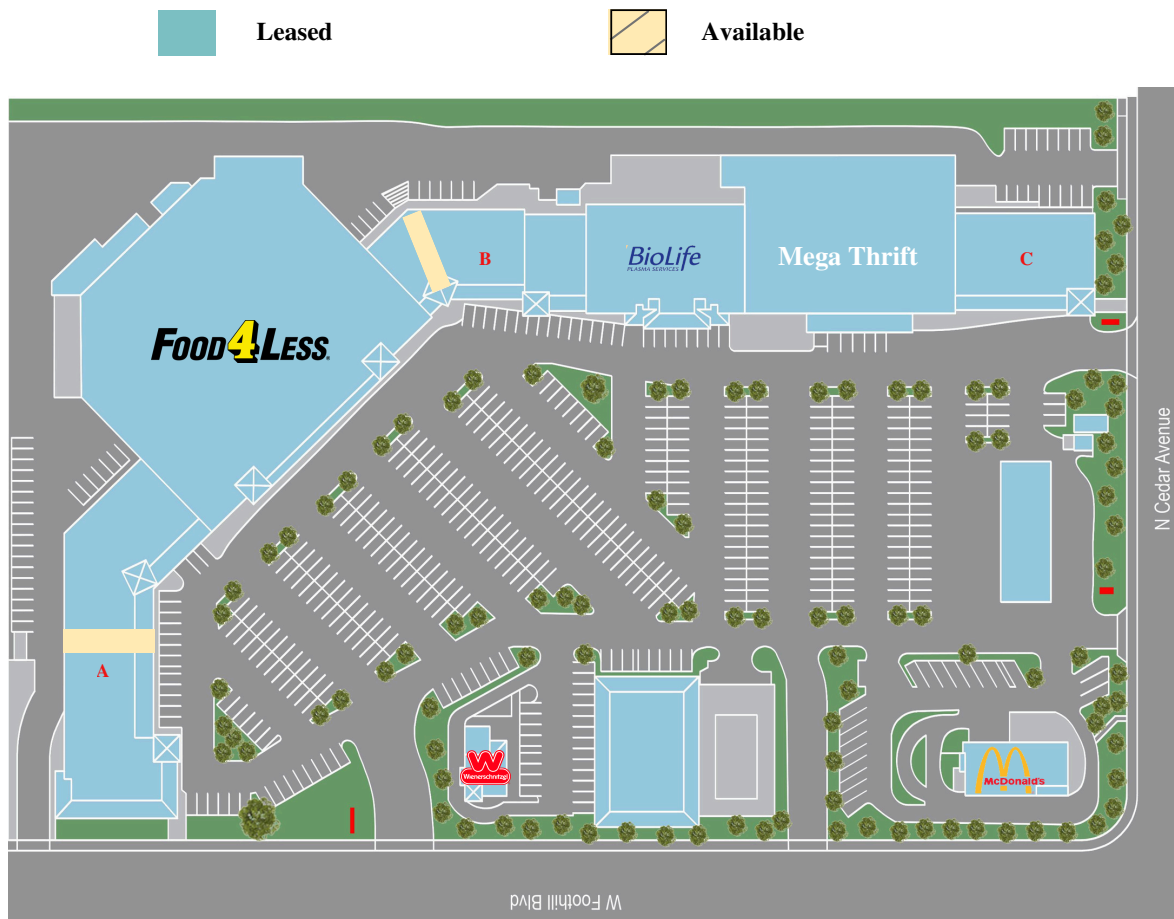 Leased
Available
B
BioLife
PLASMA SERVICES
Mega Thrift
C
FOOD 4 LESS
N Cedar Avenue
A
W
Wienerschnitzel
McDonald's
W Foothill Blvd